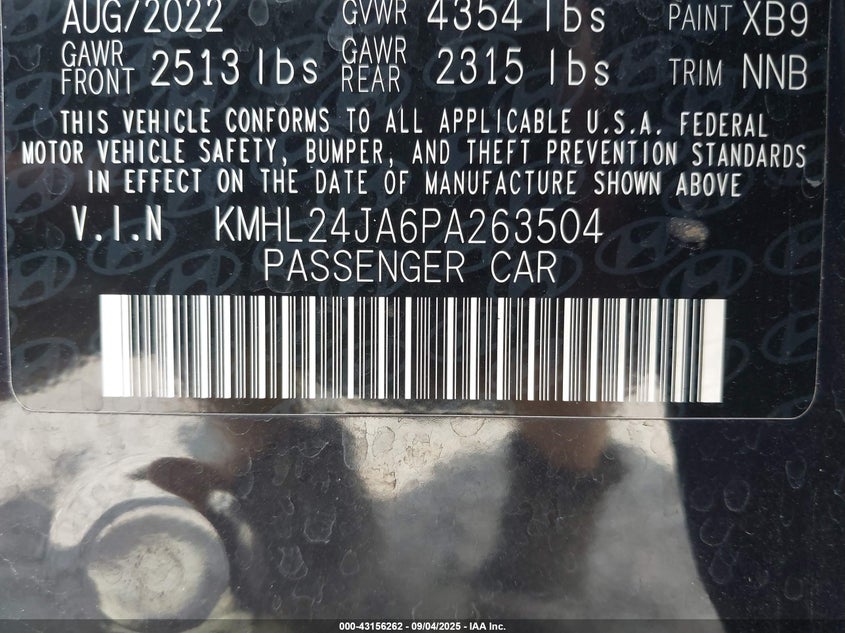 AUG/2022 GVWR 4354 lbs PAINT XB9
GAWR FRONT 2513 lbs GAWR REAR 2315 lbs TRIM NNB
THIS VEHICLE CONFORMS TO ALL APPLICABLE U.S.A. FEDERAL
MOTOR VEHICLE SAFETY, BUMPER, AND THEFT PREVENTION STANDARDS
IN EFFECT ON THE DATE OF MANUFACTURE SHOWN ABOVE
V.I.N KMHL24JA6PA263504
PASSENGER CAR
000-43156262 - 09/04/2025 - IAA Inc.